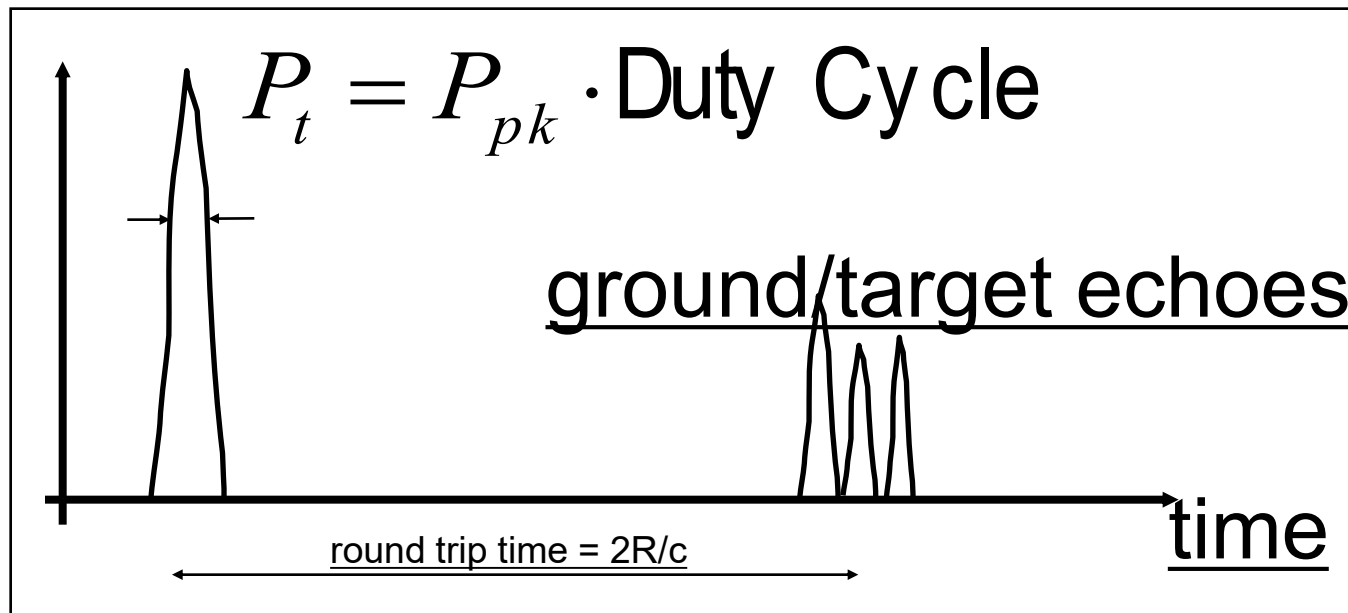 P_t = P_pk · Duty Cycle
ground/target echoes
time
round trip time = 2R/c